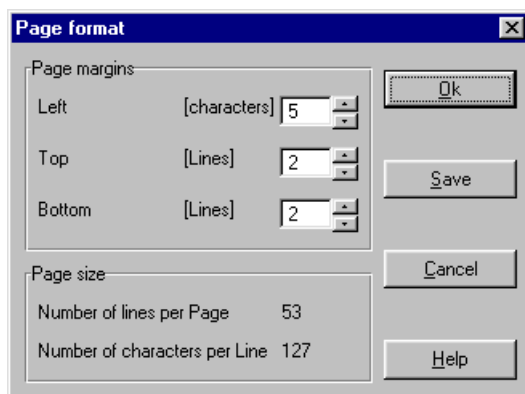 Page format
Page margins
Left [characters] 5
Top [Lines] 2
Bottom [Lines] 2
Page size
Number of lines per Page 53
Number of characters per Line 127
Ok
Save
Cancel
Help